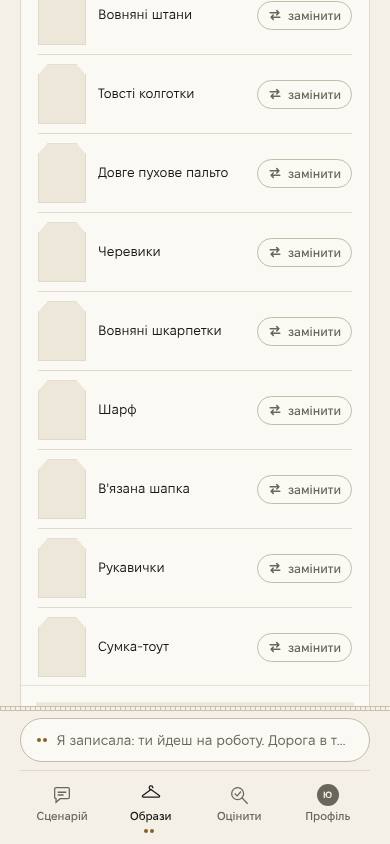 Вовняні штани
замінити
Товсті колготки
замінити
Довге пухове пальто
замінити
Черевики
замінити
Вовняні шкарпетки
замінити
Шарф
замінити
В'язана шапка
замінити
Рукавички
замінити
Сумка-тоут
замінити
Я записала: ти йдеш на роботу. Дорога в т...
Сценарій
Образи
Оцінити
Ю
Профіль